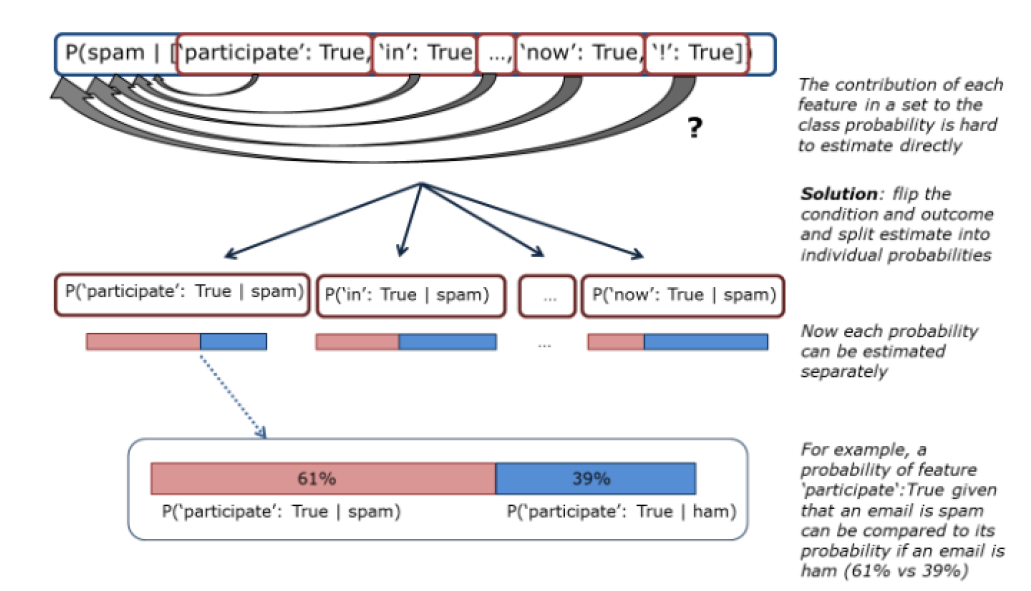 P(spam | ['participate': True, 'in': True ..., 'now': True, '!': True])
?
The contribution of each
feature in a set to the
class probability is hard
to estimate directly
Solution: flip the
condition and outcome
and split estimate into
individual probabilities
P('participate': True | spam)
P('in': True | spam)
...
P('now': True | spam)
...
Now each probability
can be estimated
separately
61%
39%
P('participate': True | spam)
P('participate': True | ham)
For example, a
probability of feature
'participate':True given
that an email is spam
can be compared to its
probability if an email is
ham (61% vs 39%)